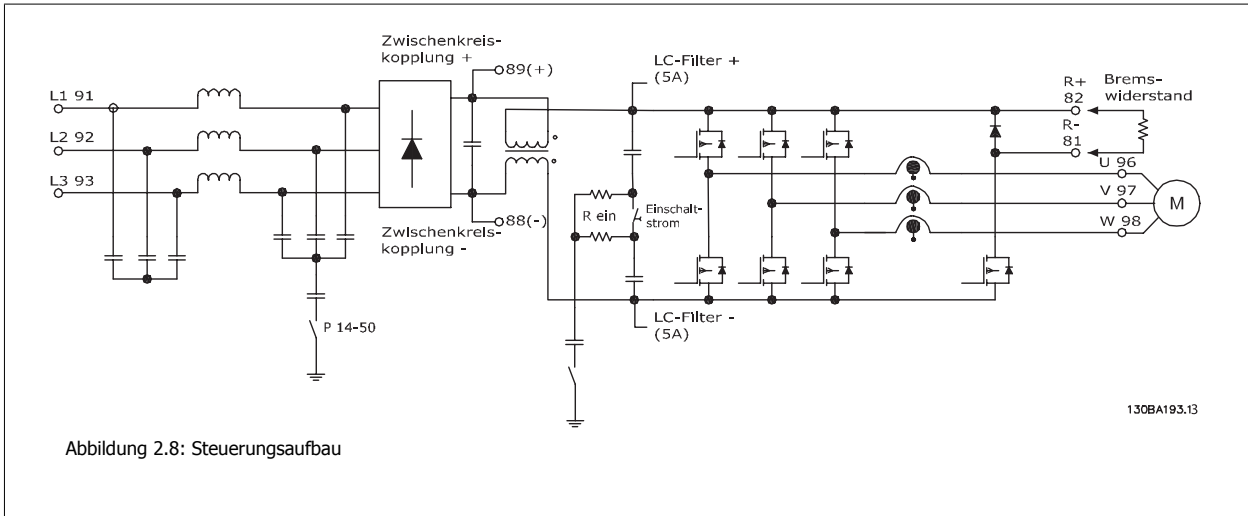 Zwischenkreis-
kopplung +
89(+)
LC-Filter +
(5A)
L1 91
L2 92
L3 93
R+
82
Brems-
widerstand
R-
81
U 96
V 97
W 98
M
R ein
Einschalt-
strom
88(-)
Zwischenkreis-
kopplung -
P 14-50
LC-Filter -
(5A)
130BA193.13
Abbildung 2.8: Steuerungsaufbau